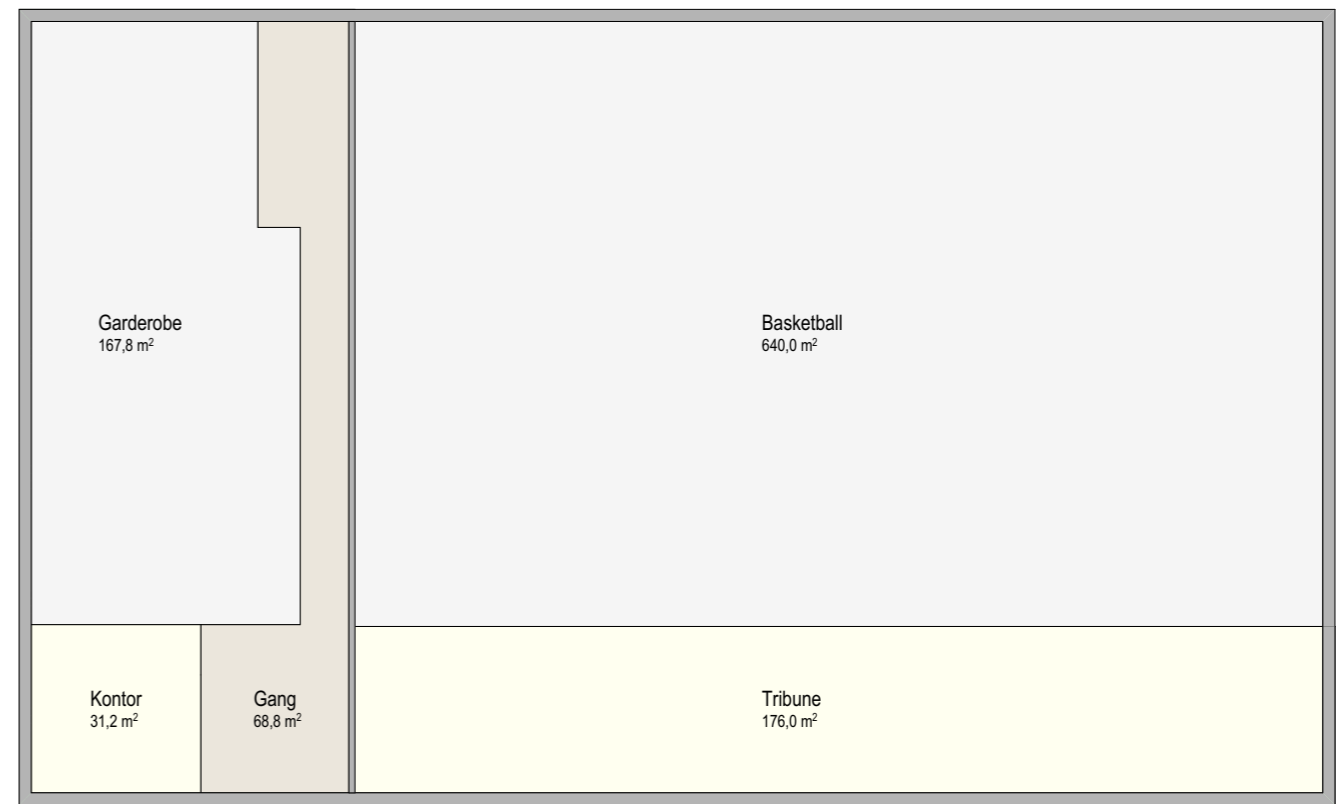 Garderobe
167,8 m²
Basketball
640,0 m²
Kontor
31,2 m²
Gang
68,8 m²
Tribune
176,0 m²